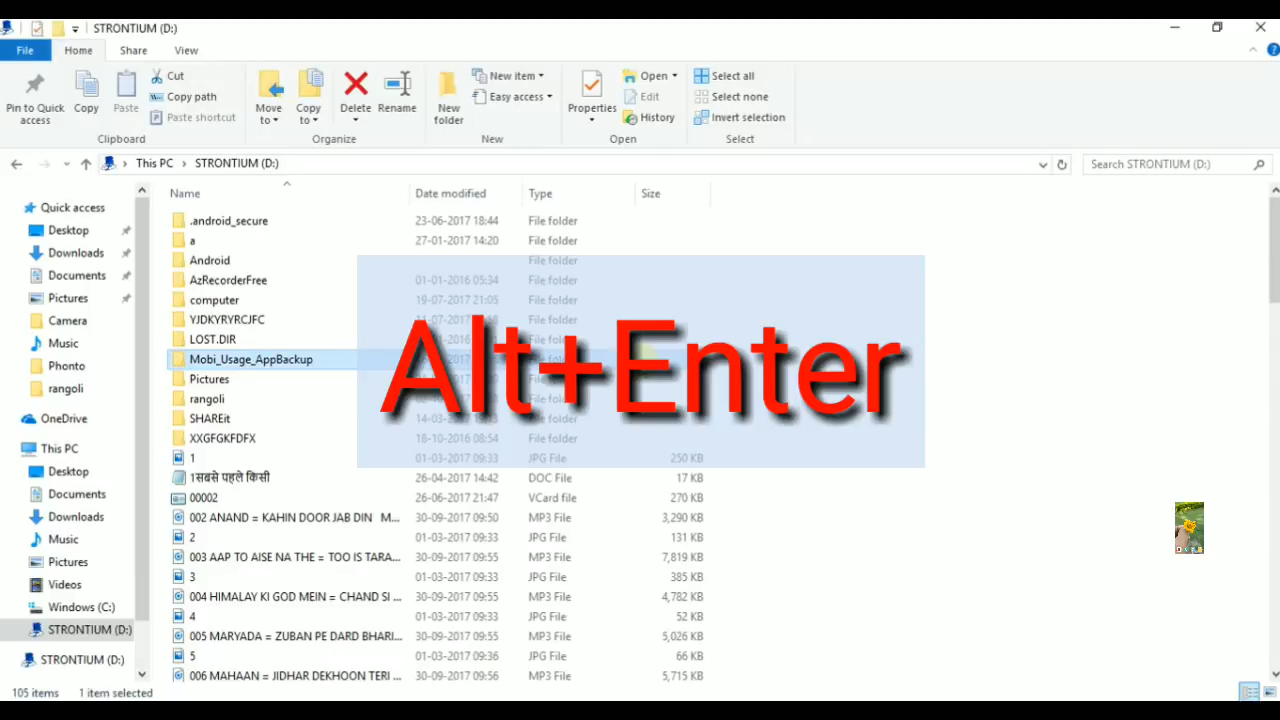 STRONTIUM (D:)
File Home Share View
Pin to Quick access
Copy
Paste
Cut
Copy path
Paste shortcut
Clipboard
Move to
Copy to
Delete
Rename
Organize
New folder
New item
Easy access
New
Properties
Open
Edit
History
Open
Select all
Select none
Invert selection
Select
This PC > STRONTIUM (D:)
Search STRONTIUM (D:)
Quick access
Desktop
Downloads
Documents
Pictures
Camera
Music
Phonto
rangoli
OneDrive
This PC
Desktop
Documents
Downloads
Music
Pictures
Videos
Windows (C:)
STRONTIUM (D:)
STRONTIUM (D:)
Name Date modified Type Size
.android_secure 23-06-2017 18:44 File folder
a 27-01-2017 14:20 File folder
Android File folder
AzRecorderFree 01-01-2016 05:34 File folder
computer 19-07-2017 21:05 File folder
YJDKYRYRCJFC File folder
LOST.DIR File folder
Mobi_Usage_AppBackup
Pictures File folder
rangoli File folder
SHAREit 14-03-2017 File folder
XXGFGKFDFX 18-10-2016 08:54 File folder
1 01-03-2017 09:33 JPG File 250 KB
1सबसे पहले किसी 26-04-2017 14:42 DOC File 17 KB
00002 26-06-2017 21:47 VCard file 270 KB
002 ANAND = KAHIN DOOR JAB DIN M... 30-09-2017 09:50 MP3 File 3,290 KB
2 01-03-2017 09:33 JPG File 131 KB
003 AAP TO AISE NA THE = TOO IS TARA... 30-09-2017 09:55 MP3 File 7,819 KB
3 01-03-2017 09:33 JPG File 385 KB
004 HIMALAY KI GOD MEIN = CHAND SI ... 30-09-2017 09:55 MP3 File 4,782 KB
4 01-03-2017 09:33 JPG File 52 KB
005 MARYADA = ZUBAN PE DARD BHARI... 30-09-2017 09:55 MP3 File 5,026 KB
5 01-03-2017 09:36 JPG File 66 KB
006 MAHAAN = JIDHAR DEKHOON TERI ... 30-09-2017 09:56 MP3 File 5,715 KB
Alt+Enter
105 items 1 item selected